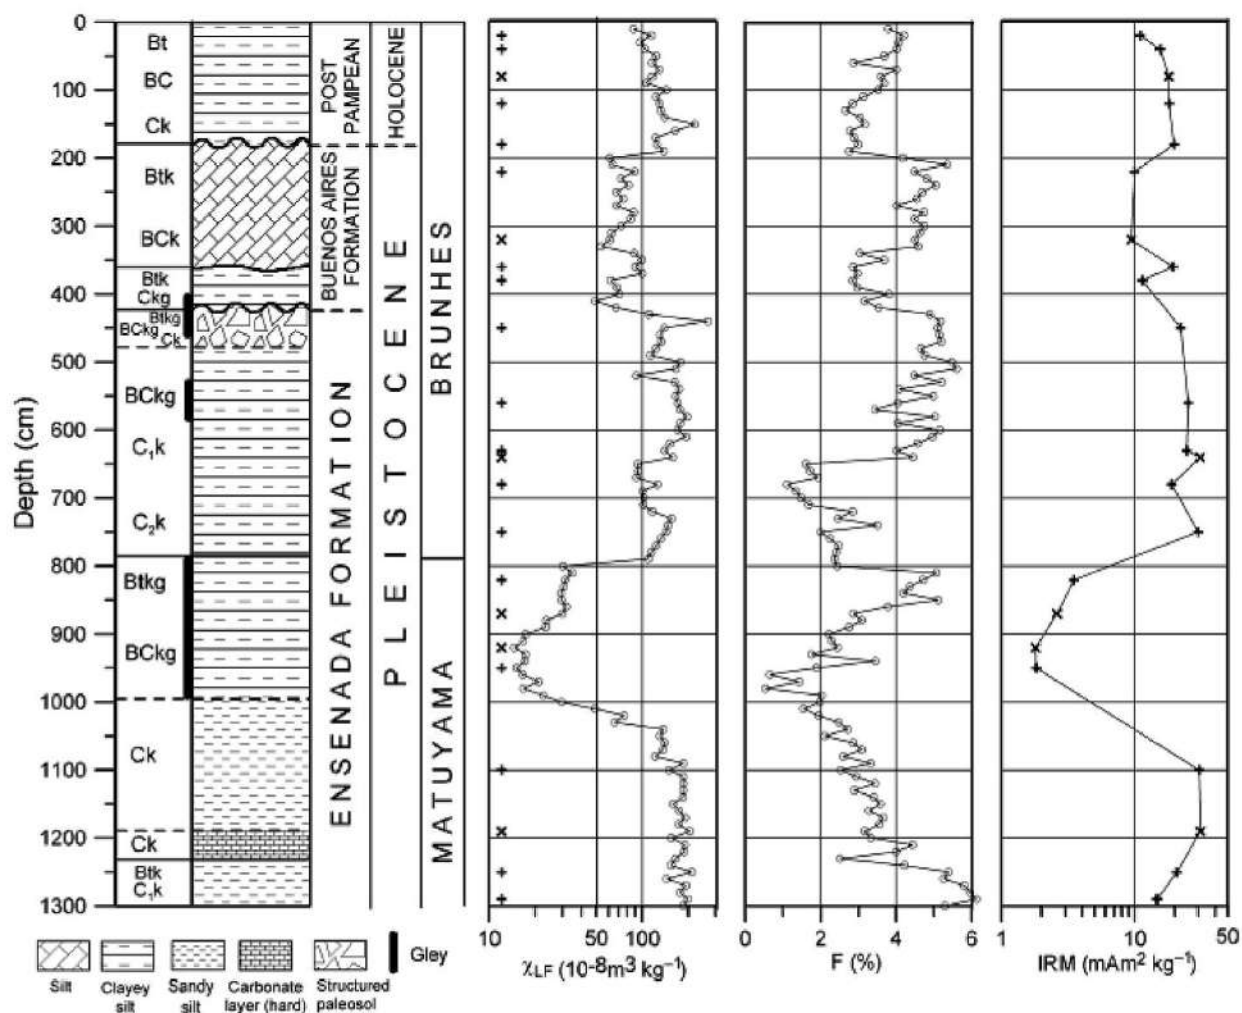 0
100
200
300
400
500
600
700
800
900
1000
1100
1200
1300
Depth (cm)
Bt
BC
Ck
Btk
BCk
Btk
Ckg
Btkg
BCkg
Ck
BCkg
C₁k
C₂k
Btkg
BCkg
Ck
Ck
Btk
C₁k
POST
PAMPEAN
BUENOS AIRES
FORMATION
ENSENADA FORMATION
HOLOCENE
PLEISTOCENE
BRUNHES
MATUYAMA
10 50 100
χLF (10-8m3 kg-1)
0 2 4 6
F (%)
1 10 50
IRM (mAm2 kg-1)
Silt
Clayey
silt
Sandy
silt
Carbonate
layer (hard)
Structured
paleosol
Gley